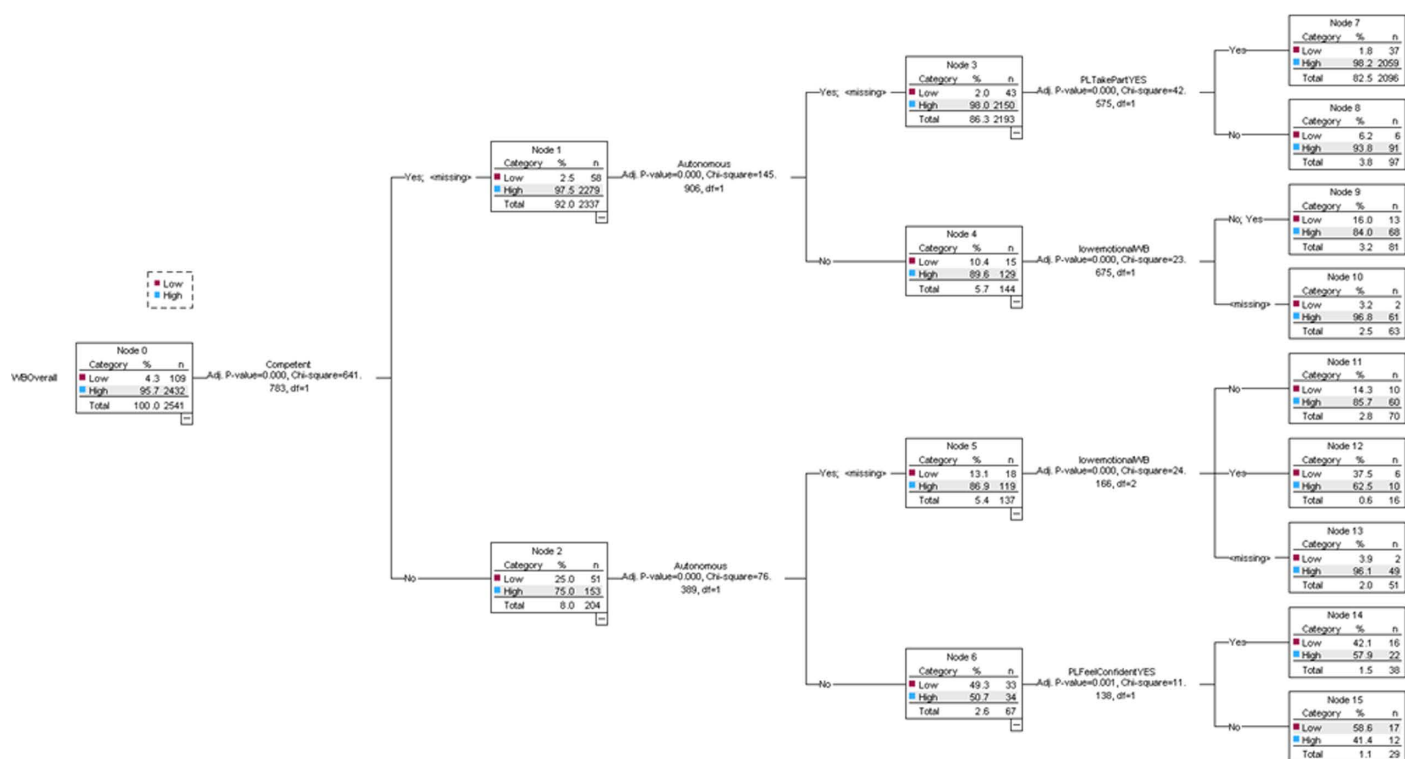 WBOverall
Low
High
Node 0
Category % n
Low 4.3 109
High 95.7 2432
Total 100.0 2541
Competent
Adj. P-value=0.000, Chi-square=641.
783, df=1
Yes; <missing>
Node 1
Category % n
Low 2.5 58
High 97.5 2279
Total 92.0 2337
Autonomous
Adj. P-value=0.000, Chi-square=145.
906, df=1
Yes; <missing>
Node 3
Category % n
Low 2.0 43
High 98.0 2150
Total 86.3 2193
PLTakePartYES
Adj. P-value=0.000, Chi-square=42.
575, df=1
Yes
Node 7
Category % n
Low 1.8 37
High 98.2 2059
Total 82.5 2096
No
Node 8
Category % n
Low 6.2 6
High 93.8 91
Total 3.8 97
No
Node 4
Category % n
Low 10.4 15
High 89.6 129
Total 5.7 144
lowemotionalWB
Adj. P-value=0.000, Chi-square=23.
675, df=1
No; Yes
Node 9
Category % n
Low 16.0 13
High 84.0 68
Total 3.2 81
<missing>
Node 10
Category % n
Low 3.2 2
High 96.8 61
Total 2.5 63
No
Node 2
Category % n
Low 25.0 51
High 75.0 153
Total 8.0 204
Autonomous
Adj. P-value=0.000, Chi-square=76.
389, df=1
Yes; <missing>
Node 5
Category % n
Low 13.1 18
High 86.9 119
Total 5.4 137
lowemotionalWB
Adj. P-value=0.000, Chi-square=24.
166, df=2
No
Node 11
Category % n
Low 14.3 10
High 85.7 60
Total 2.8 70
Yes
Node 12
Category % n
Low 37.5 6
High 62.5 10
Total 0.6 16
<missing>
Node 13
Category % n
Low 3.9 2
High 96.1 49
Total 2.0 51
No
Node 6
Category % n
Low 49.3 33
High 50.7 34
Total 2.6 67
PLFeelConfidentYES
Adj. P-value=0.001, Chi-square=11.
138, df=1
Yes
Node 14
Category % n
Low 42.1 16
High 57.9 22
Total 1.5 38
No
Node 15
Category % n
Low 58.6 17
High 41.4 12
Total 1.1 29